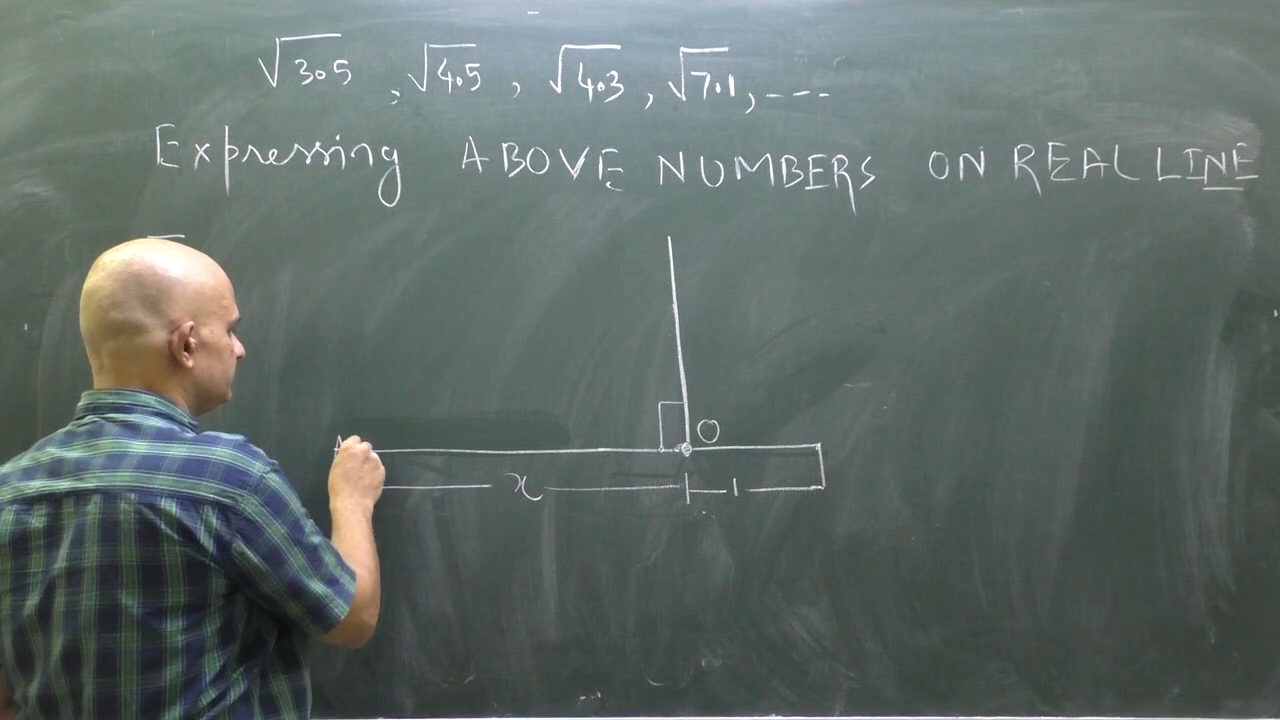 √3.5 , √4.5 , √4.3 , √7.1 , ----
Expressing ABOVE NUMBERS ON REAL LINE
O
x 1